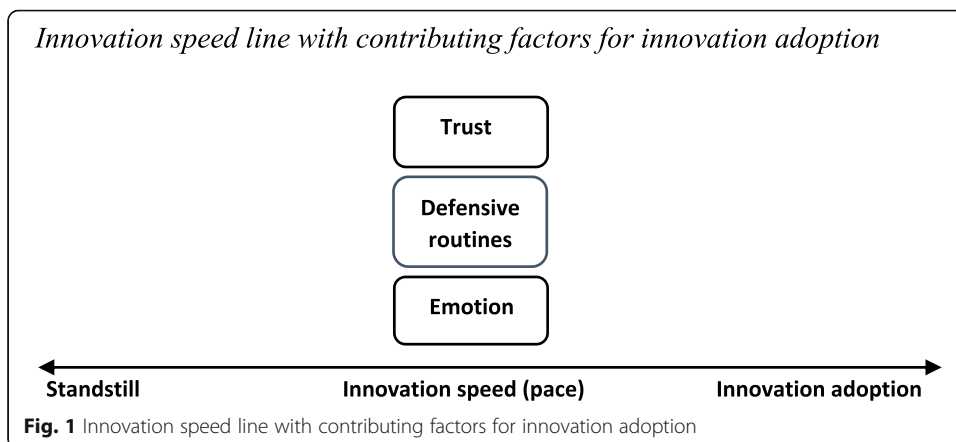 Innovation speed line with contributing factors for innovation adoption
Trust
Defensive
routines
Emotion
Standstill
Innovation speed (pace)
Innovation adoption
Fig. 1 Innovation speed line with contributing factors for innovation adoption